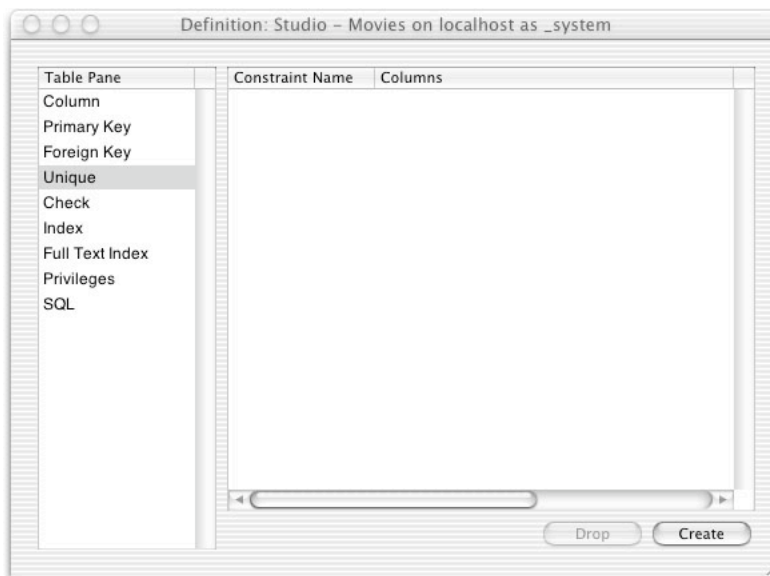 Definition: Studio – Movies on localhost as _system
Table Pane
Column
Primary Key
Foreign Key
Unique
Check
Index
Full Text Index
Privileges
SQL
Constraint Name Columns
Drop Create